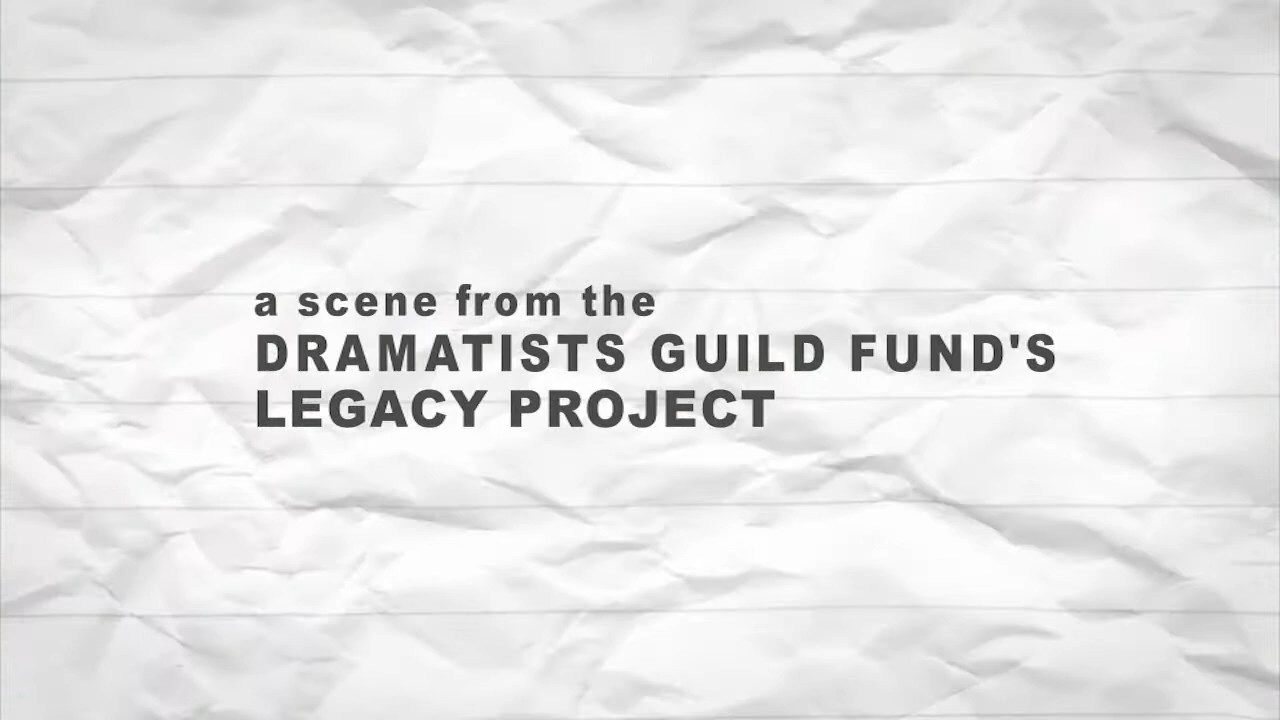 a scene from the
DRAMATISTS GUILD FUND'S
LEGACY PROJECT